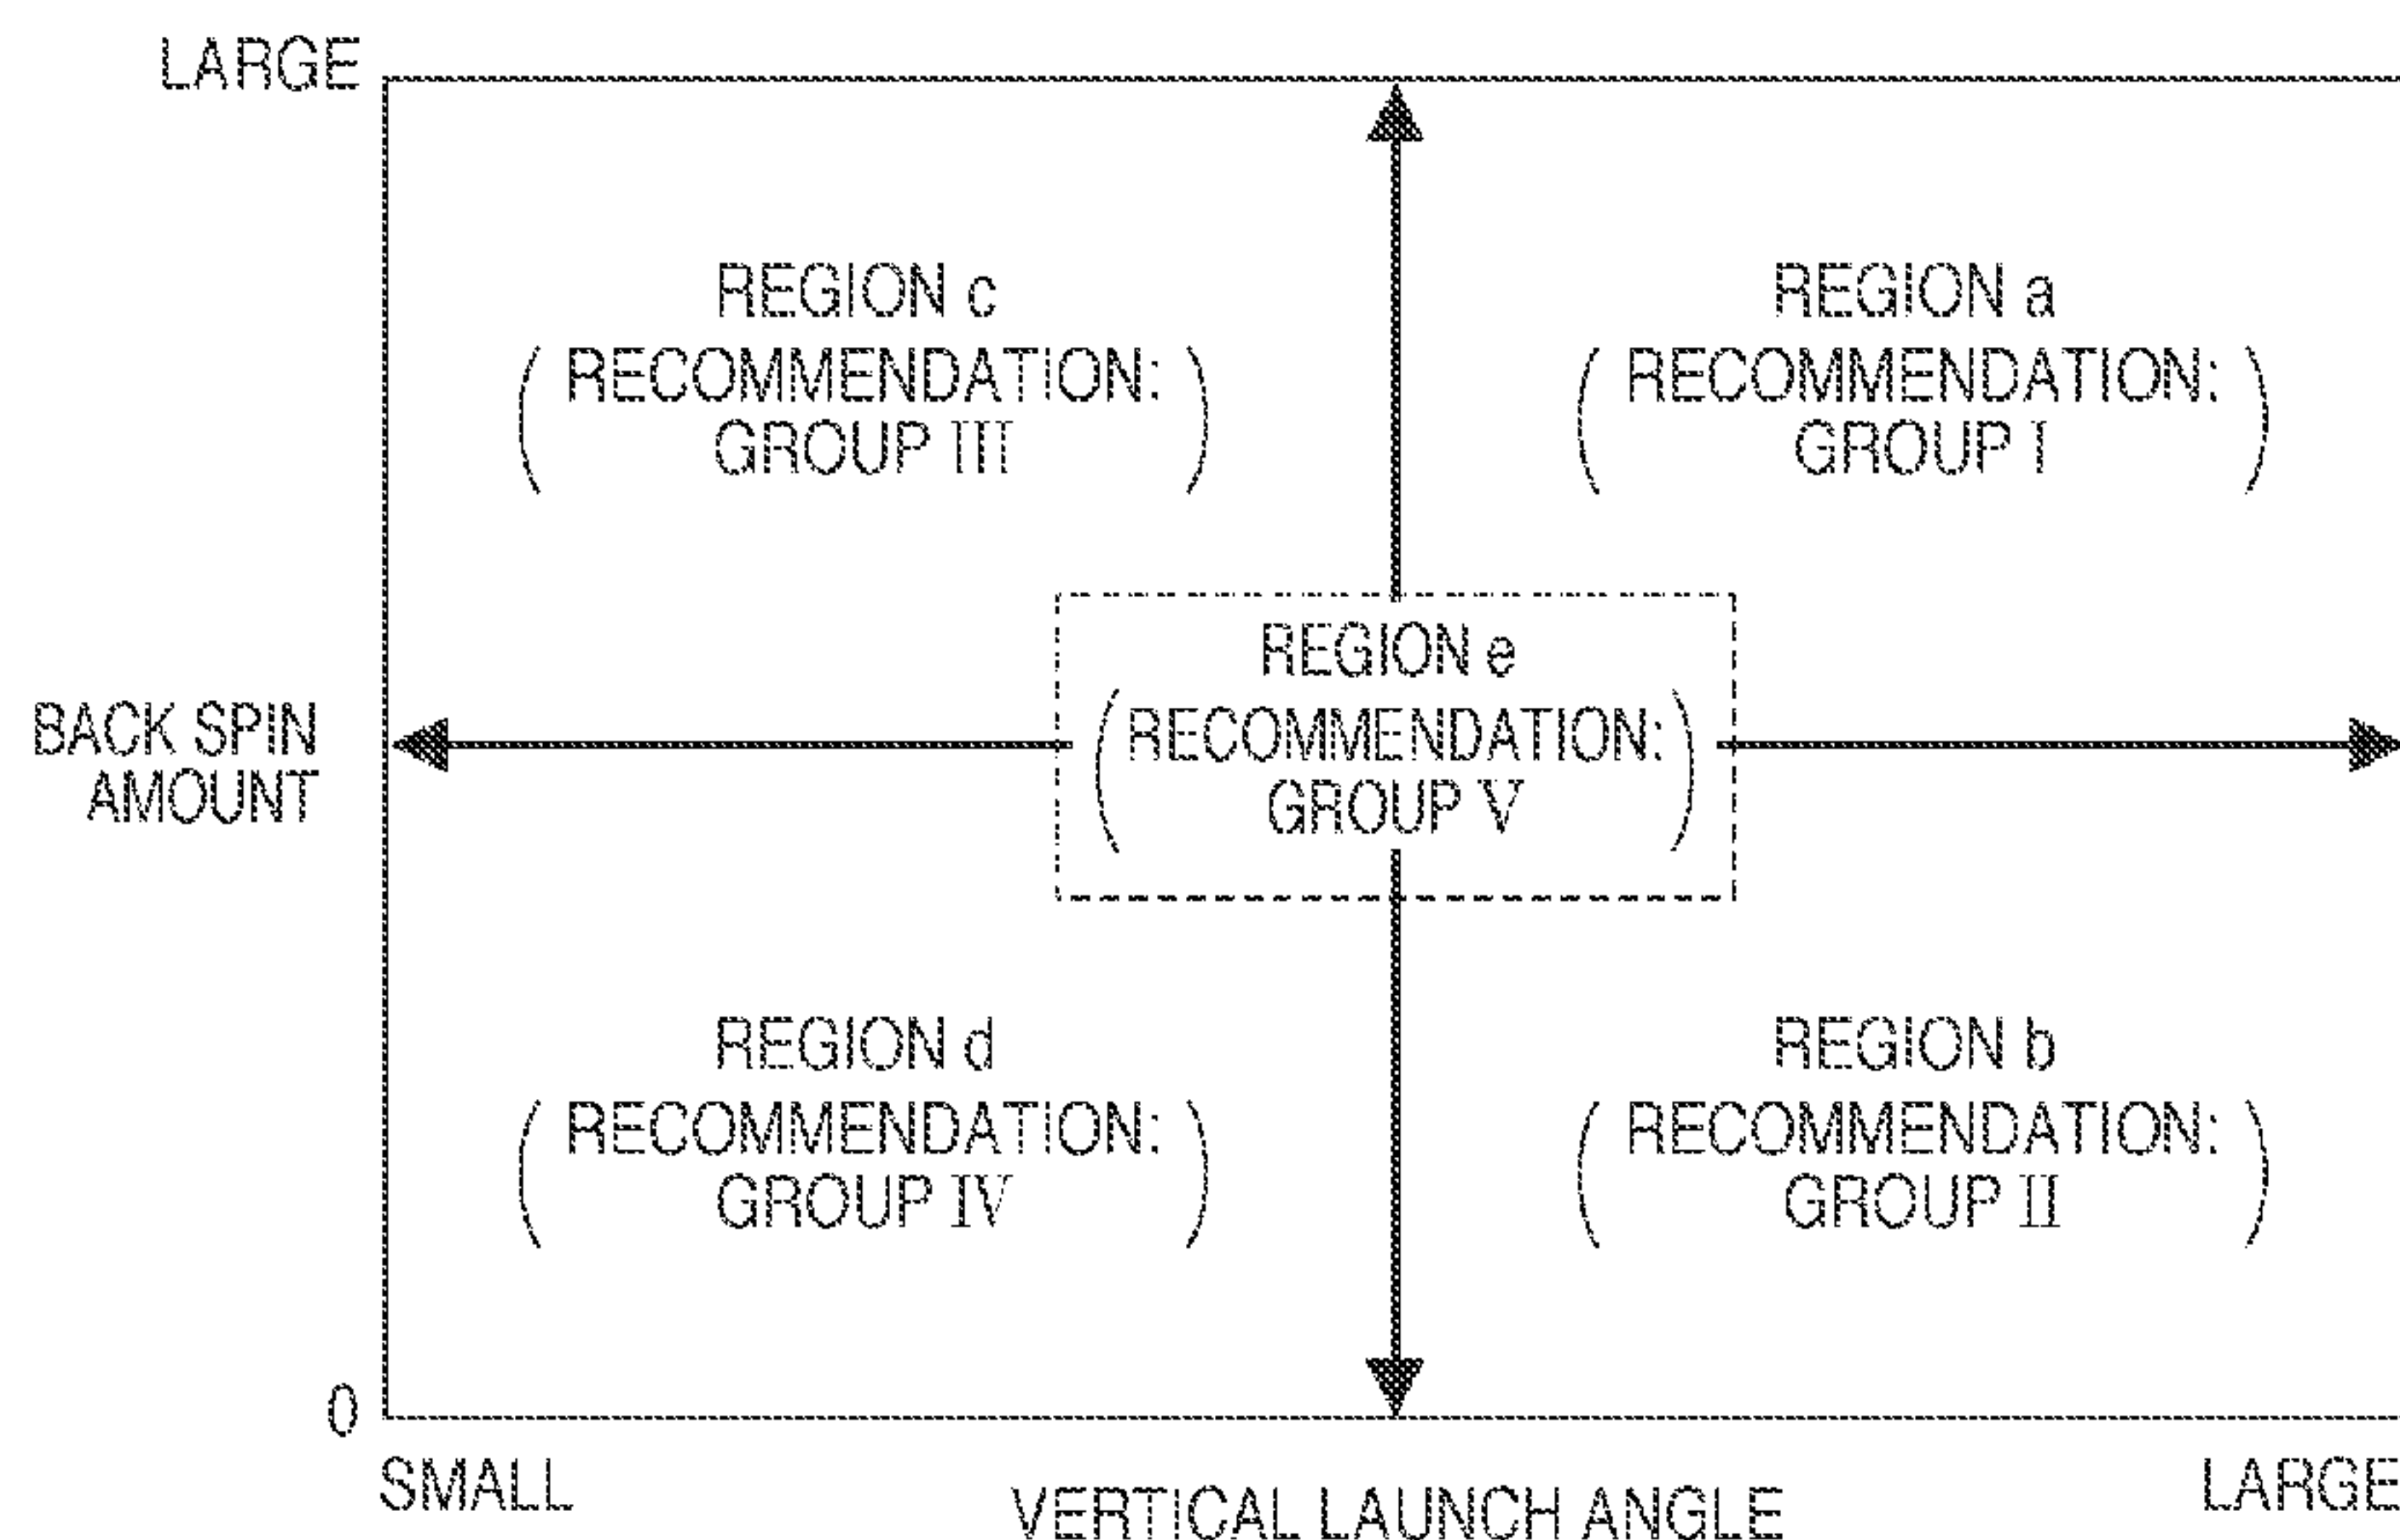 LARGE
REGION c
(RECOMMENDATION:
GROUP III)
REGION a
(RECOMMENDATION:
GROUP I)
BACK SPIN
AMOUNT
REGION e
(RECOMMENDATION:
GROUP V)
REGION d
(RECOMMENDATION:
GROUP IV)
REGION b
(RECOMMENDATION:
GROUP II)
0
SMALL
VERTICAL LAUNCH ANGLE
LARGE